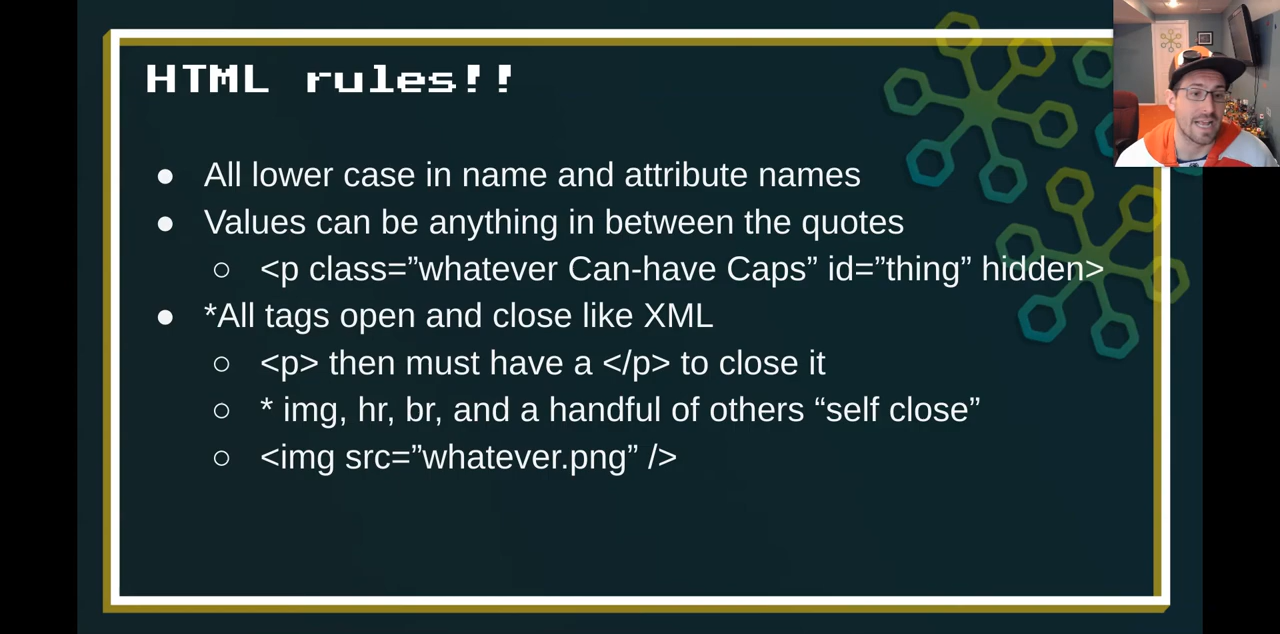 HTML rules!!
● All lower case in name and attribute names
● Values can be anything in between the quotes
○ <p class=”whatever Can-have Caps” id=”thing” hidden>
● *All tags open and close like XML
○ <p> then must have a </p> to close it
○ * img, hr, br, and a handful of others “self close”
○ <img src=”whatever.png” />